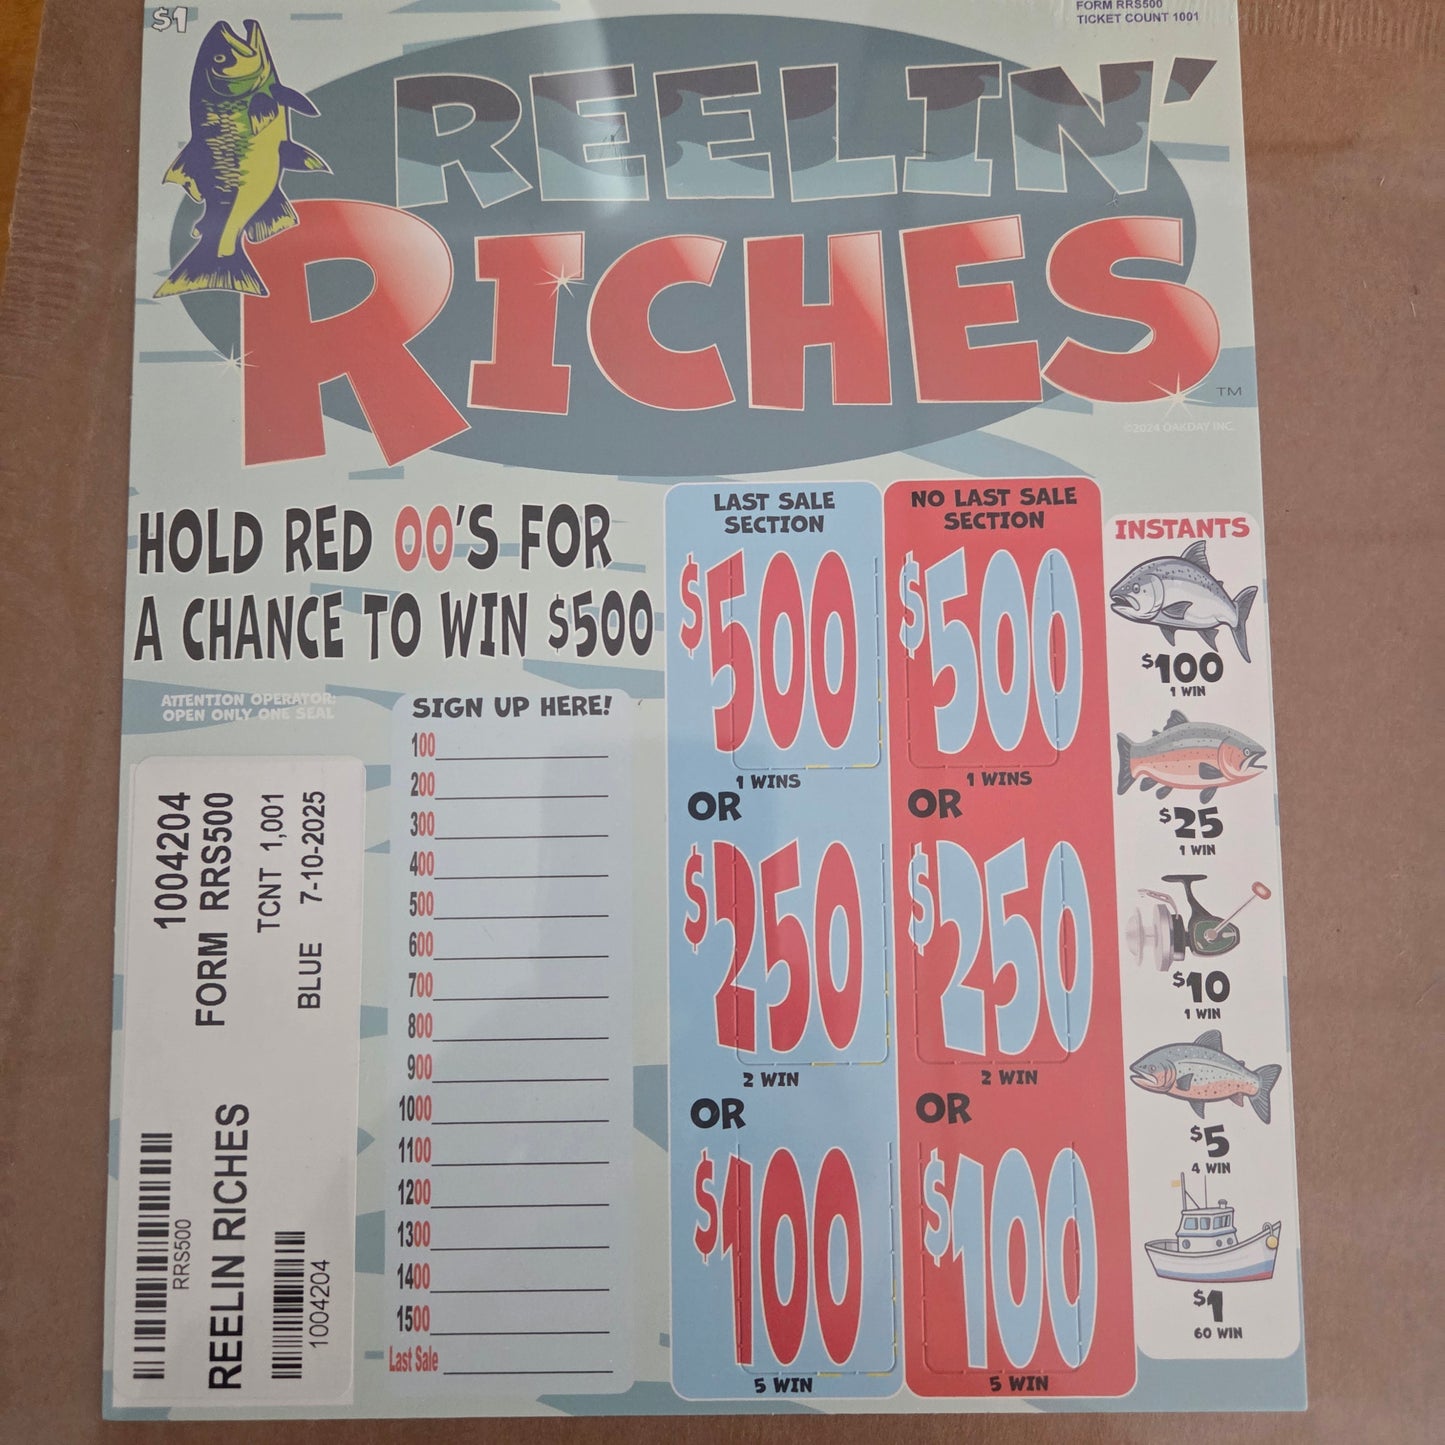 $1
FORM RRS500
TICKET COUNT 1001
REELIN'
RICHES
TM
©2024 OAKDAY INC.
HOLD RED 00'S FOR
A CHANCE TO WIN $500
ATTENTION OPERATOR:
OPEN ONLY ONE SEAL
1004204
FORM RRS500
TCNT 1,001
BLUE 7-10-2025
RRS500
REELIN RICHES
1004204
SIGN UP HERE!
100
200
300
400
500
600
700
800
900
1000
1100
1200
1300
1400
1500
Last Sale
LAST SALE
SECTION
$500
1 WINS
OR
$250
2 WIN
OR
$100
5 WIN
NO LAST SALE
SECTION
$500
1 WINS
OR
$250
2 WIN
OR
$100
5 WIN
INSTANTS
$100
1 WIN
$25
1 WIN
$10
1 WIN
$5
4 WIN
$1
60 WIN